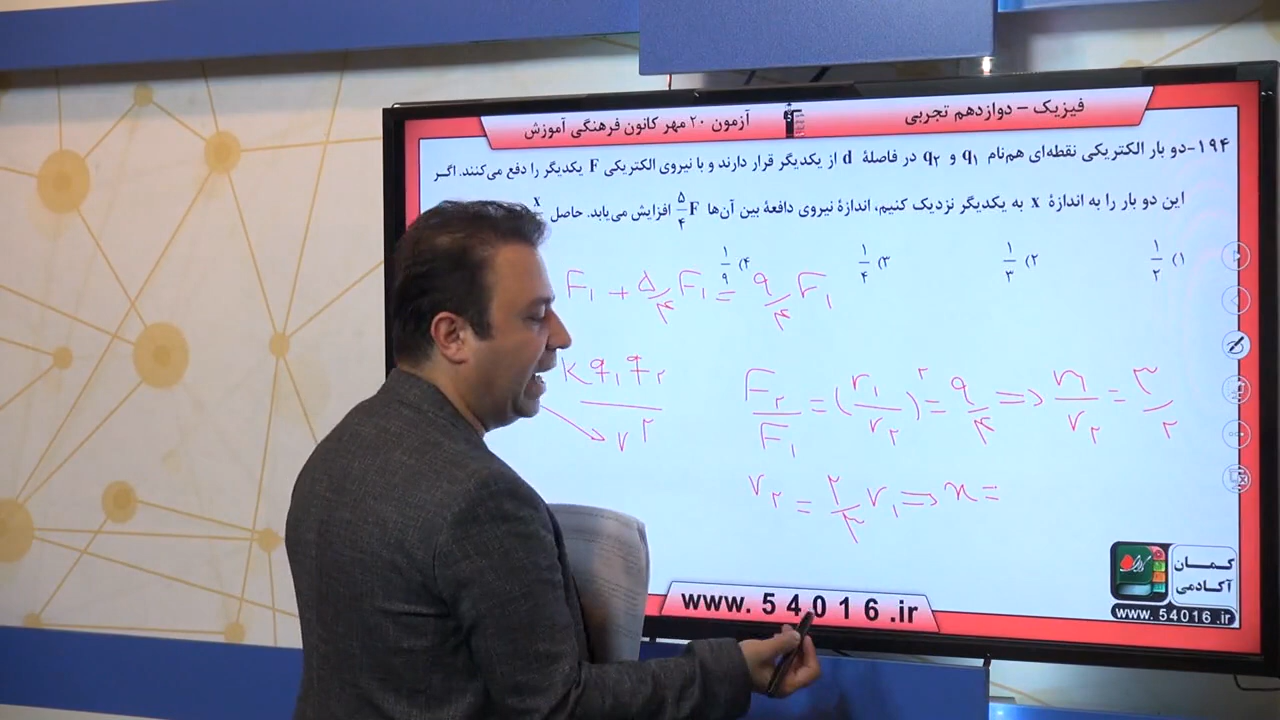 فیزیک - دوازدهم تجربی
آزمون ۲۰ مهر کانون فرهنگی آموزش
۱۹۴-دو بار الکتریکی نقطه‌ای هم‌نام q۱ و q۲ در فاصلهٔ d از یکدیگر قرار دارند و با نیروی الکتریکی F یکدیگر را دفع می‌کنند. اگر
این دو بار را به اندازهٔ x به یکدیگر نزدیک کنیم، اندازهٔ نیروی دافعهٔ بین آن‌ها ۵/۴ F افزایش می‌یابد. حاصل x
۱) ۱/۲ ۲) ۱/۳ ۳) ۱/۴ ۴) ۱/۹
F۱ + ۵/۴ F۱ = ۹/۴ F۱
K q۱ q۲ / r۲
F۲/F۱ = (r۱/r۲)۲ = ۹/۴ => r۱/r۲ = ۳/۲
r۲ = ۲/۳ r۱ => x =
کمان
آکادمی
www. 54016 .ir
www. 5 4 0 1 6 .ir